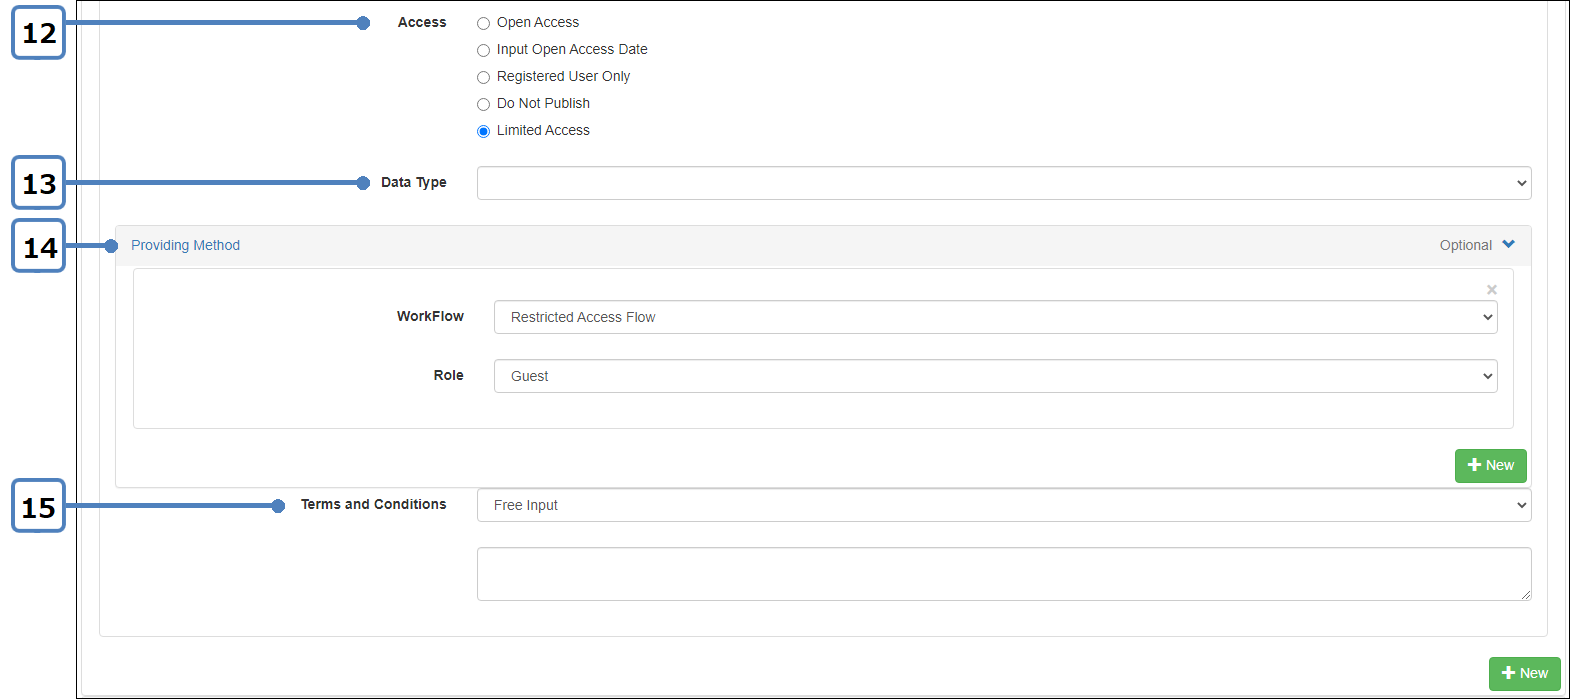 12
Access
Open Access
Input Open Access Date
Registered User Only
Do Not Publish
Limited Access
13
Data Type
14
Providing Method
Optional
×
WorkFlow
Restricted Access Flow
Role
Guest
New
15
Terms and Conditions
Free Input
New